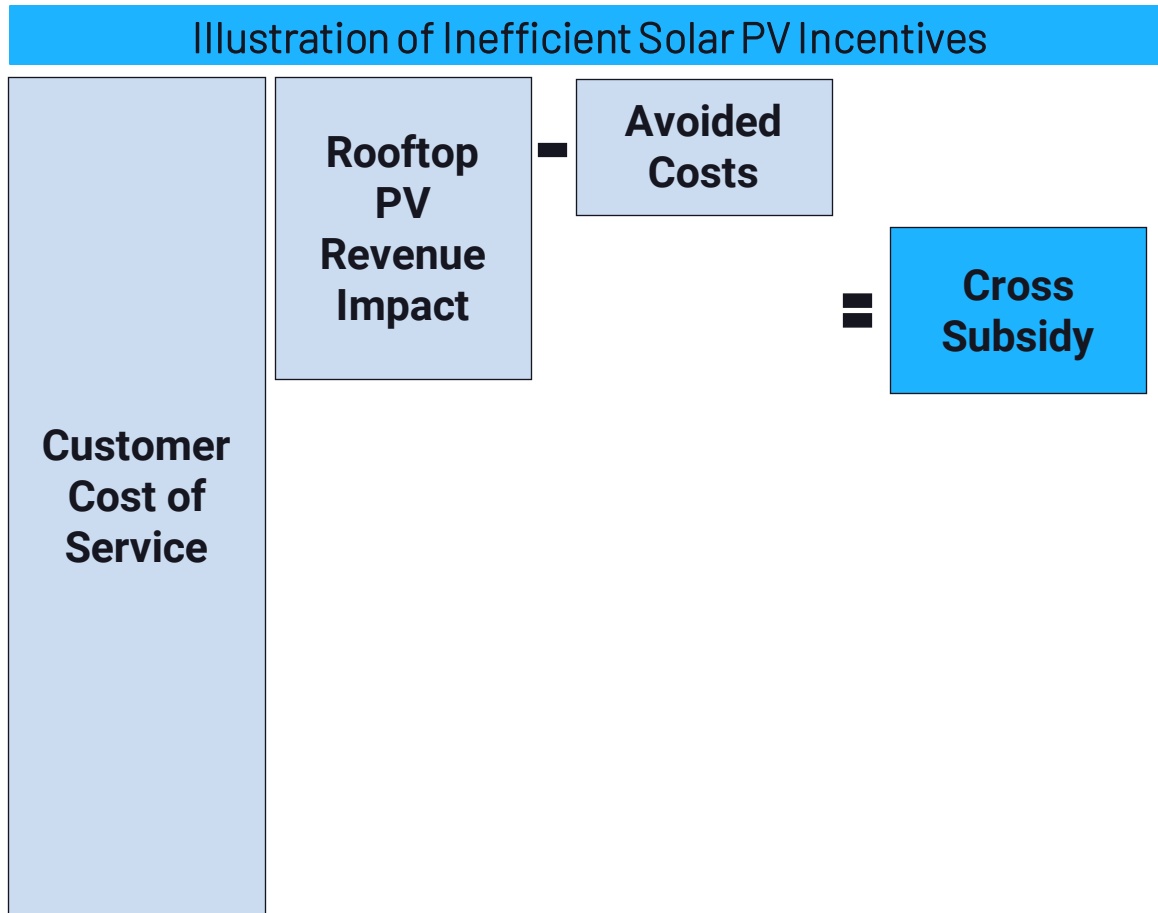 Illustration of Inefficient Solar PV Incentives
Customer
Cost of
Service
Rooftop
PV
Revenue
Impact
-
Avoided
Costs
=
Cross
Subsidy